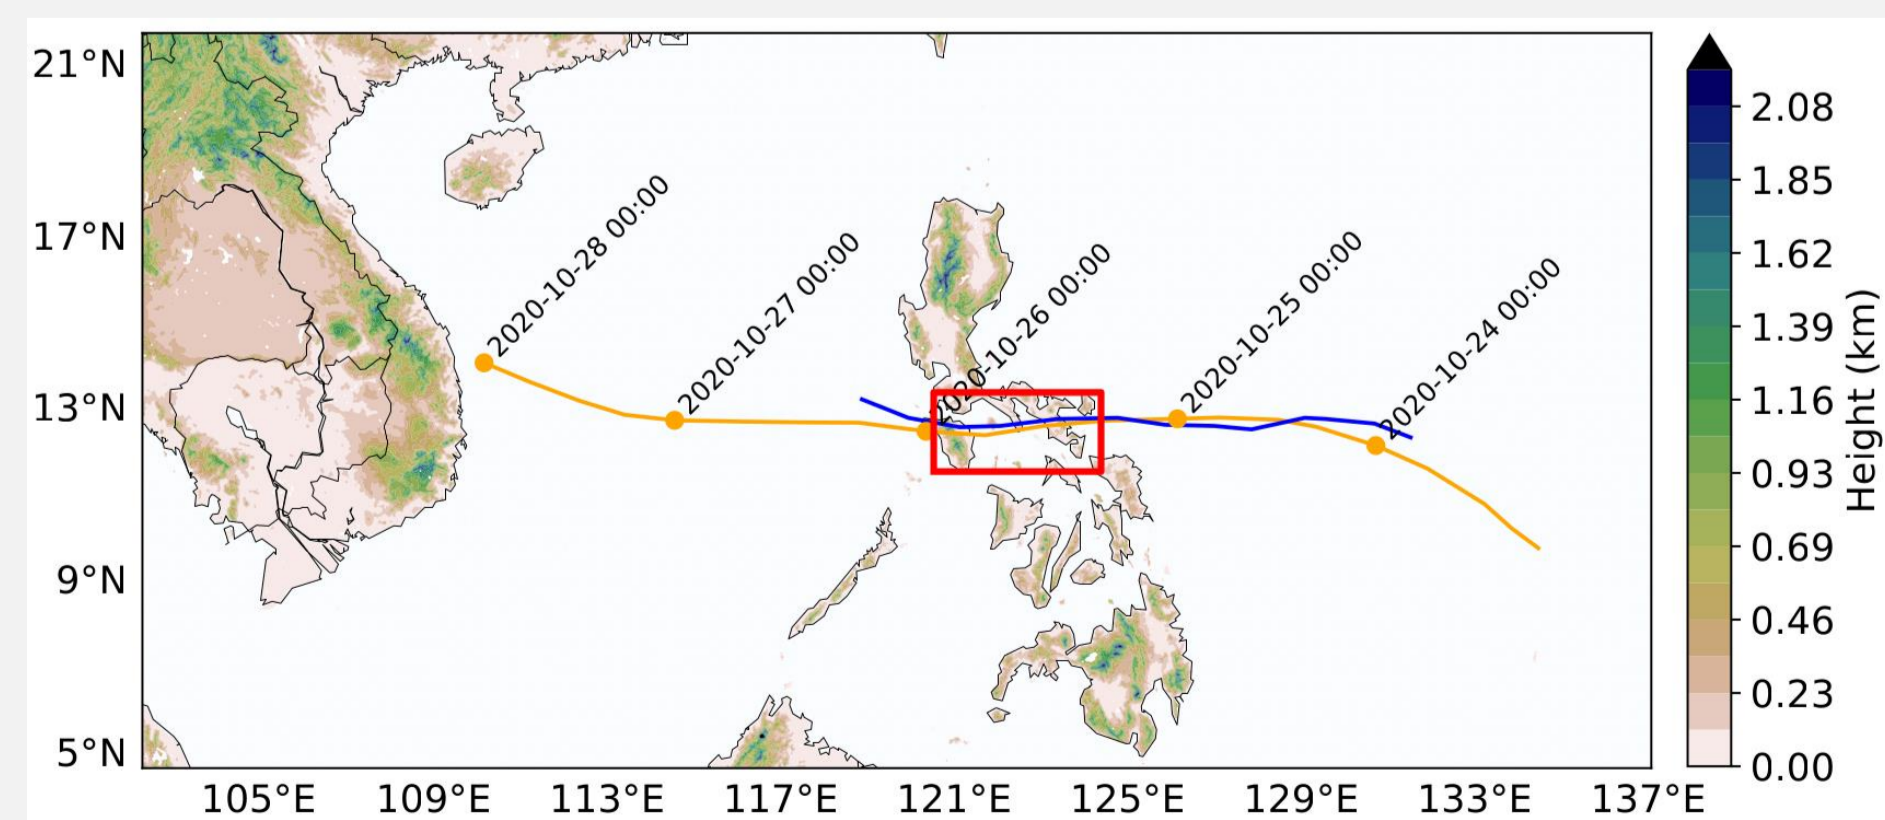 21°N
17°N
13°N
9°N
5°N
105°E
109°E
113°E
117°E
121°E
125°E
129°E
133°E
137°E
2020-10-28 00:00
2020-10-27 00:00
2020-10-26 00:00
2020-10-25 00:00
2020-10-24 00:00
2.08
1.85
1.62
1.39
1.16
0.93
0.69
0.46
0.23
0.00
Height (km)